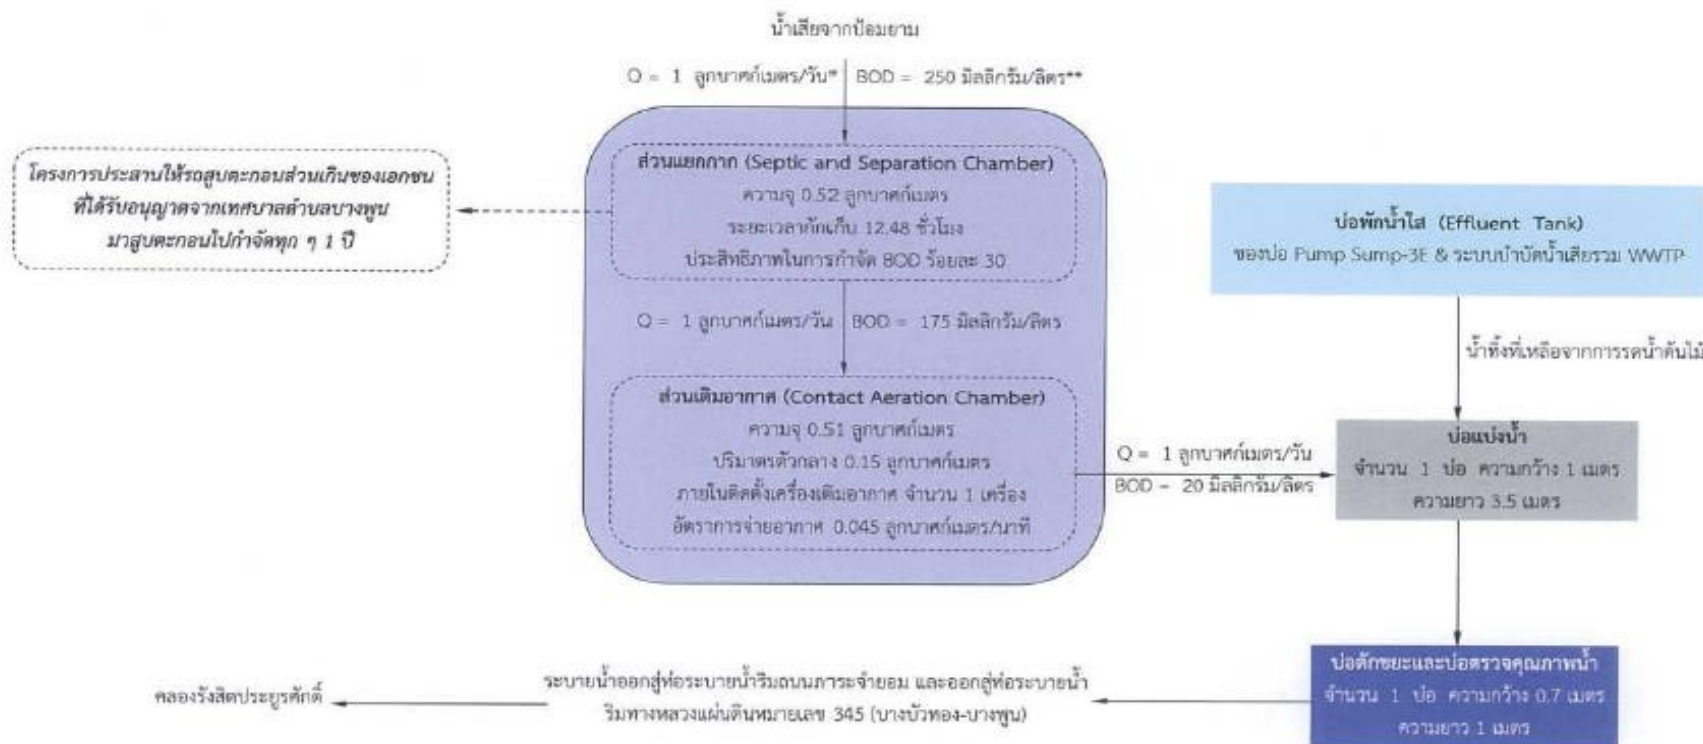 น้ำเสียจากป้อมยาม
Q = 1 ลูกบาศก์เมตร/วัน* BOD = 250 มิลลิกรัม/ลิตร**
ส่วนแยกกาก (Septic and Separation Chamber)
ความจุ 0.52 ลูกบาศก์เมตร
ระยะเวลากักเก็บ 12.48 ชั่วโมง
ประสิทธิภาพในการกำจัด BOD ร้อยละ 30
โครงการประสานให้รถสูบตะกอนส่วนเกินของเอกชน
ที่ได้รับอนุญาตจากเทศบาลตำบลบางพูน
มาสูบตะกอนไปกำจัดทุก ๆ 1 ปี
Q = 1 ลูกบาศก์เมตร/วัน BOD = 175 มิลลิกรัม/ลิตร
ส่วนเติมอากาศ (Contact Aeration Chamber)
ความจุ 0.51 ลูกบาศก์เมตร
ปริมาตรตัวกลาง 0.15 ลูกบาศก์เมตร
ภายในติดตั้งเครื่องเติมอากาศ จำนวน 1 เครื่อง
อัตราการจ่ายอากาศ 0.045 ลูกบาศก์เมตร/นาที
Q = 1 ลูกบาศก์เมตร/วัน
BOD = 20 มิลลิกรัม/ลิตร
บ่อพักน้ำใส (Effluent Tank)
ของบ่อ Pump Sump-3E & ระบบบำบัดน้ำเสียรวม WWTP
น้ำทิ้งที่เหลือจากการรดน้ำต้นไม้
บ่อแบ่งน้ำ
จำนวน 1 บ่อ ความกว้าง 1 เมตร
ความยาว 3.5 เมตร
บ่อดักขยะและบ่อตรวจคุณภาพน้ำ
จำนวน 1 บ่อ ความกว้าง 0.7 เมตร
ความยาว 1 เมตร
ระบายน้ำออกสู่ท่อระบายน้ำริมถนนภาระจำยอม และออกสู่ท่อระบายน้ำ
ริมทางหลวงแผ่นดินหมายเลข 345 (บางบัวทอง-บางพูน)
คลองรังสิตประยูรศักดิ์